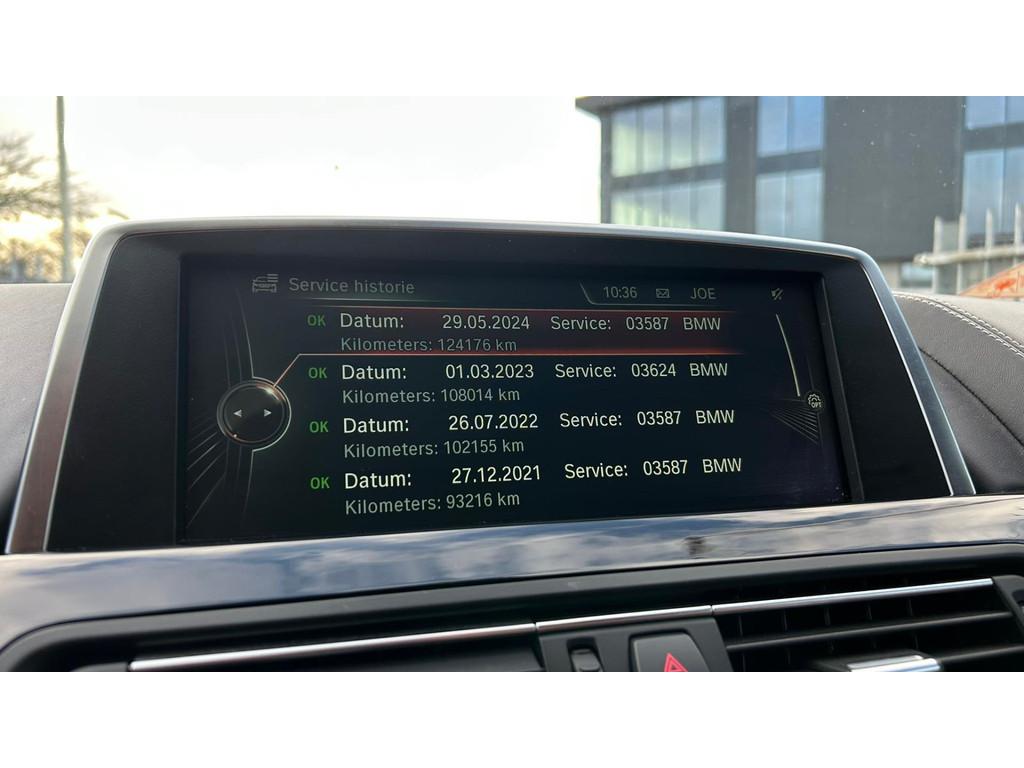 Service historie 10:36 JOE
OK Datum: 29.05.2024 Service: 03587 BMW
Kilometers: 124176 km
OK Datum: 01.03.2023 Service: 03624 BMW
Kilometers: 108014 km
OK Datum: 26.07.2022 Service: 03587 BMW
Kilometers: 102155 km
OK Datum: 27.12.2021 Service: 03587 BMW
Kilometers: 93216 km
OPT